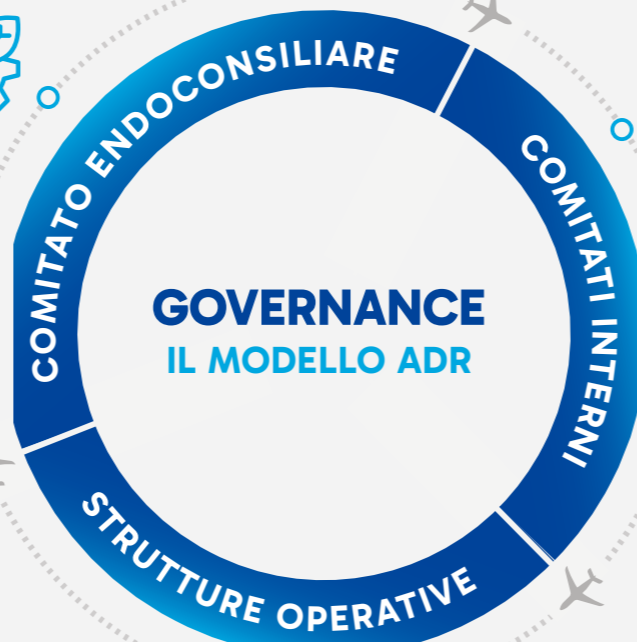 COMITATO ENDOCONSILIARE
COMITATI INTERNI
GOVERNANCE
IL MODELLO ADR
STRUTTURE OPERATIVE